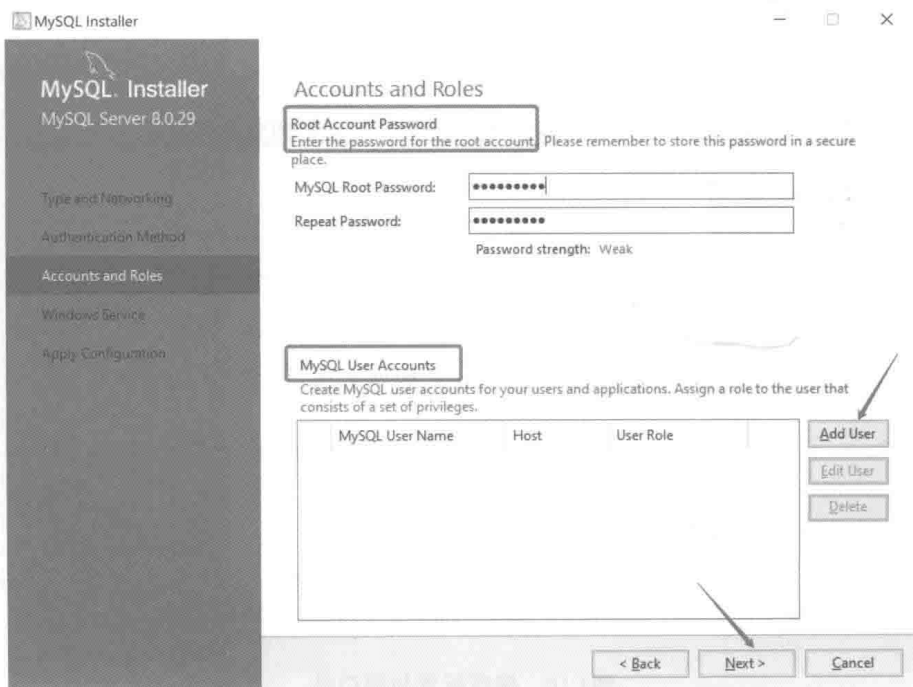 MySQL Installer
MySQL. Installer
MySQL Server 8.0.29
Type and Networking
Authentication Method
Accounts and Roles
Windows Service
Apply Configuration
Accounts and Roles
Root Account Password
Enter the password for the root account. Please remember to store this password in a secure
place.
MySQL Root Password: •••••••••
Repeat Password: •••••••••
Password strength: Weak
MySQL User Accounts
Create MySQL user accounts for your users and applications. Assign a role to the user that
consists of a set of privileges.
MySQL User Name Host User Role
Add User
Edit User
Delete
< Back Next > Cancel